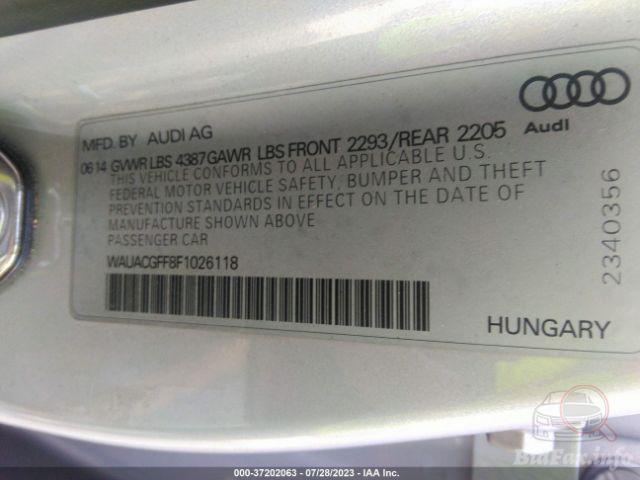 MFD. BY AUDI AG
Audi
0614 GVWR LBS 4387 GAWR LBS FRONT 2293/REAR 2205
THIS VEHICLE CONFORMS TO ALL APPLICABLE U.S.
FEDERAL MOTOR VEHICLE SAFETY, BUMPER AND THEFT
PREVENTION STANDARDS IN EFFECT ON THE DATE OF
MANUFACTURE SHOWN ABOVE
PASSENGER CAR
WAUACGFF8F1026118
2340356
HUNGARY
BidFax.info
000-37202063 - 07/28/2023 - IAA Inc.